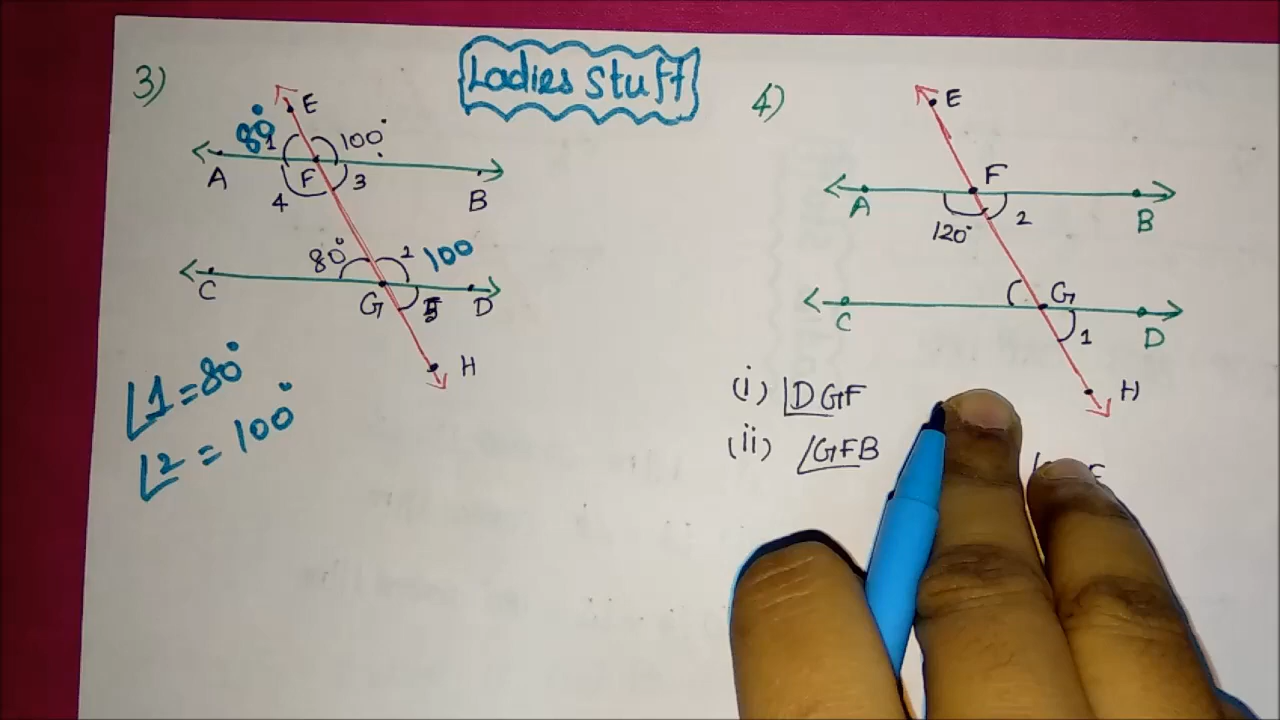 Ladies Stuff
3)
E
80°
1
100°
A
F
3
B
4
80°
2
100
C
G
5
D
H
∠1=80°
∠2=100°
4)
E
F
A
B
120°
2
G
C
D
1
H
(i) ∠DGF
(ii) ∠GFB